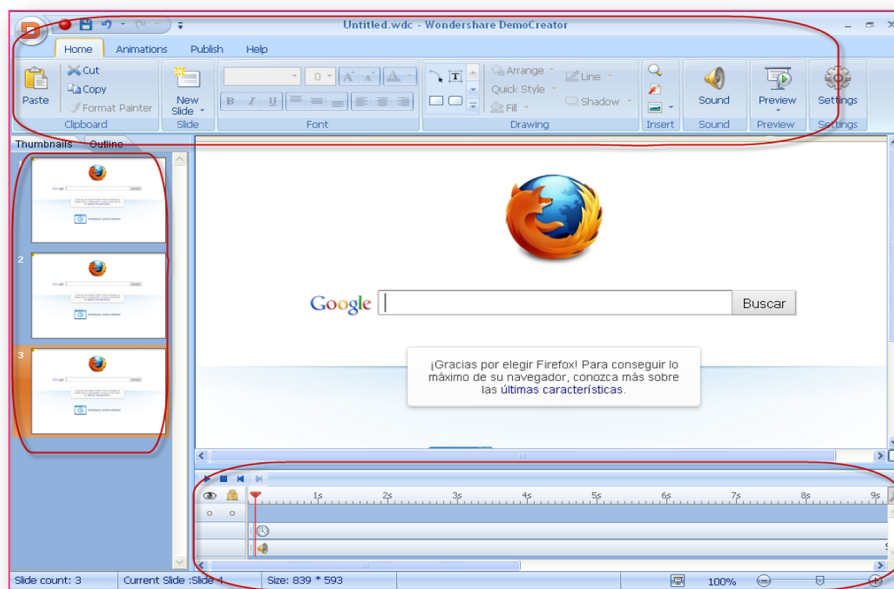 Untitled.wdc - Wondershare DemoCreator
Home Animations Publish Help
Cut
Copy
Format Painter
Paste
Clipboard
New Slide
Slide
0
A A A
B I U
Font
T
Arrange
Quick Style
Fill
Line
Shadow
Drawing
Insert
Sound
Sound
Preview
Preview
Settings
Settings
Thumbnails Outline
2
3
Google Buscar
¡Gracias por elegir Firefox! Para conseguir lo
máximo de su navegador, conozca más sobre
las últimas características.
1s 2s 3s 4s 5s 6s 7s 8s 9s
Slide count: 3 Current Slide :Slide 4 Size: 839 * 593 100%